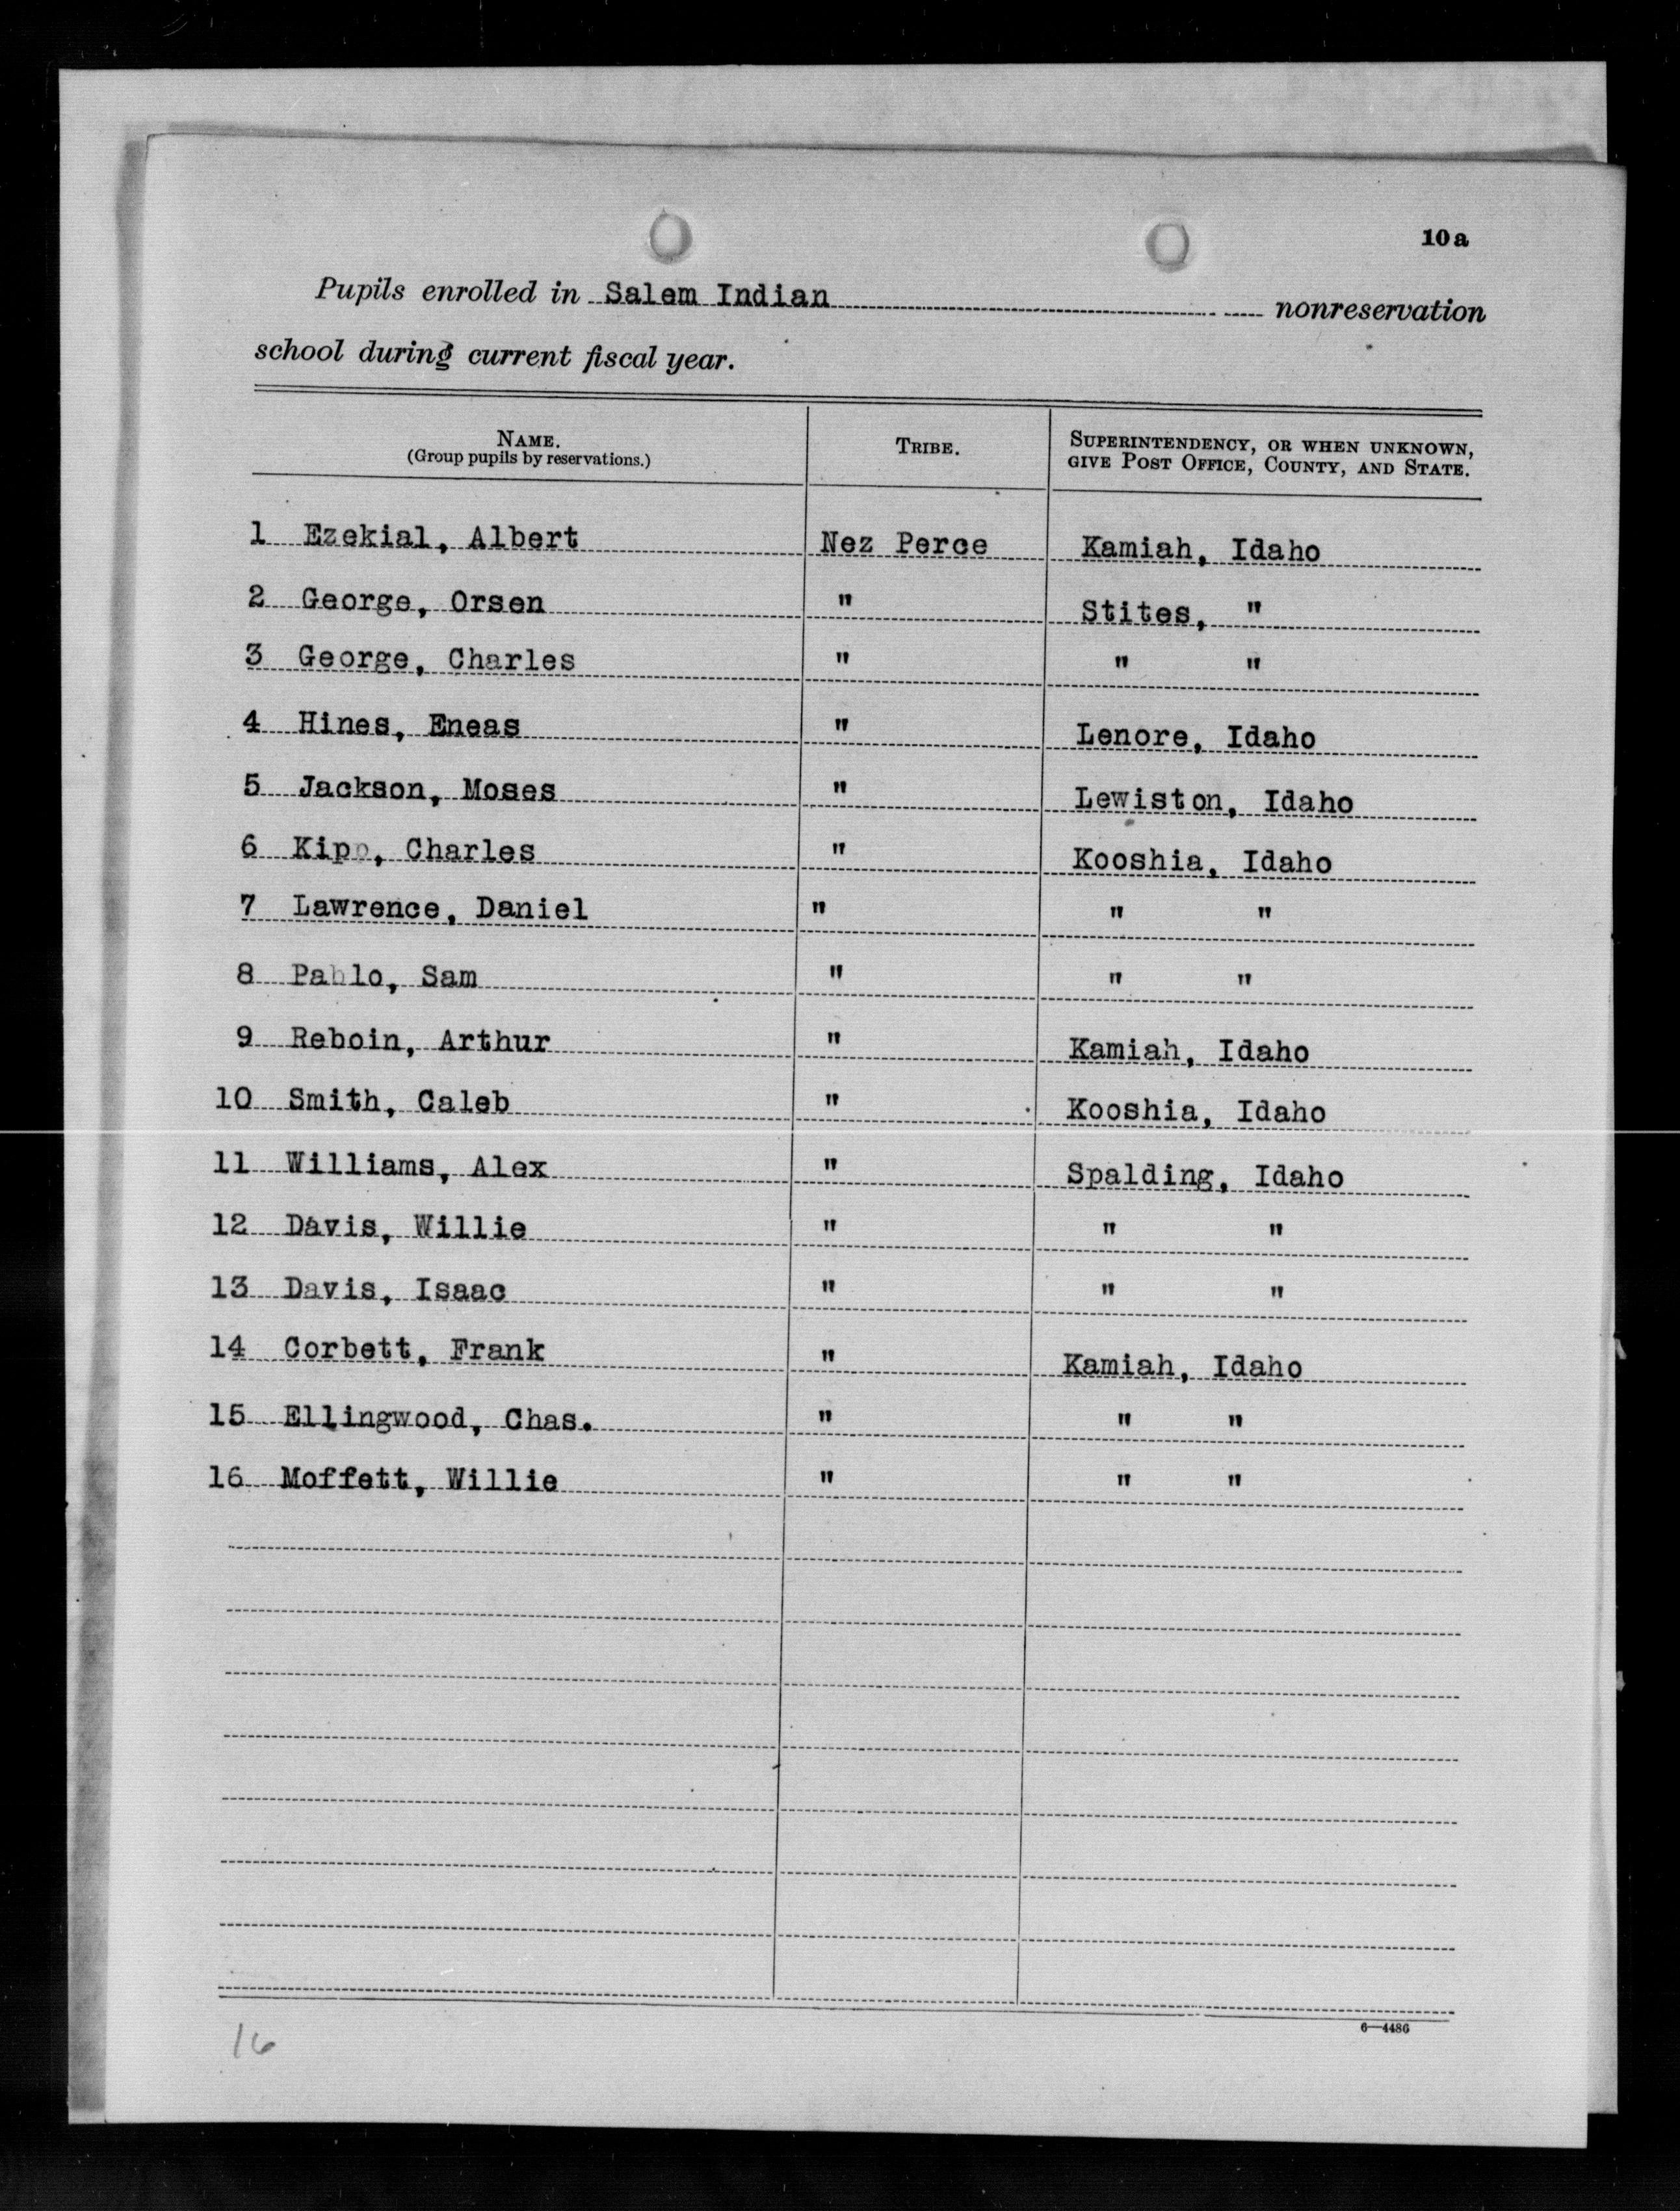 10a
Pupils enrolled in Salem Indian nonreservation
school during current fiscal year.
NAME. TRIBE. SUPERINTENDENCY, OR WHEN UNKNOWN,
(Group pupils by reservations.) GIVE POST OFFICE, COUNTY, AND STATE.
1 Ezekial, Albert Nez Perce Kamiah, Idaho
2 George, Orsen " Stites, "
3 George, Charles " " "
4 Hines, Eneas " Lenore, Idaho
5 Jackson, Moses " Lewiston, Idaho
6 Kipp, Charles " Kooshia, Idaho
7 Lawrence, Daniel " " "
8 Pablo, Sam " " "
9 Reboin, Arthur " Kamiah, Idaho
10 Smith, Caleb " Kooshia, Idaho
11 Williams, Alex " Spalding, Idaho
12 Davis, Willie " " "
13 Davis, Isaac " " "
14 Corbett, Frank " Kamiah, Idaho
15 Ellingwood, Chas. " " "
16 Moffett, Willie " " "
6—4486
16